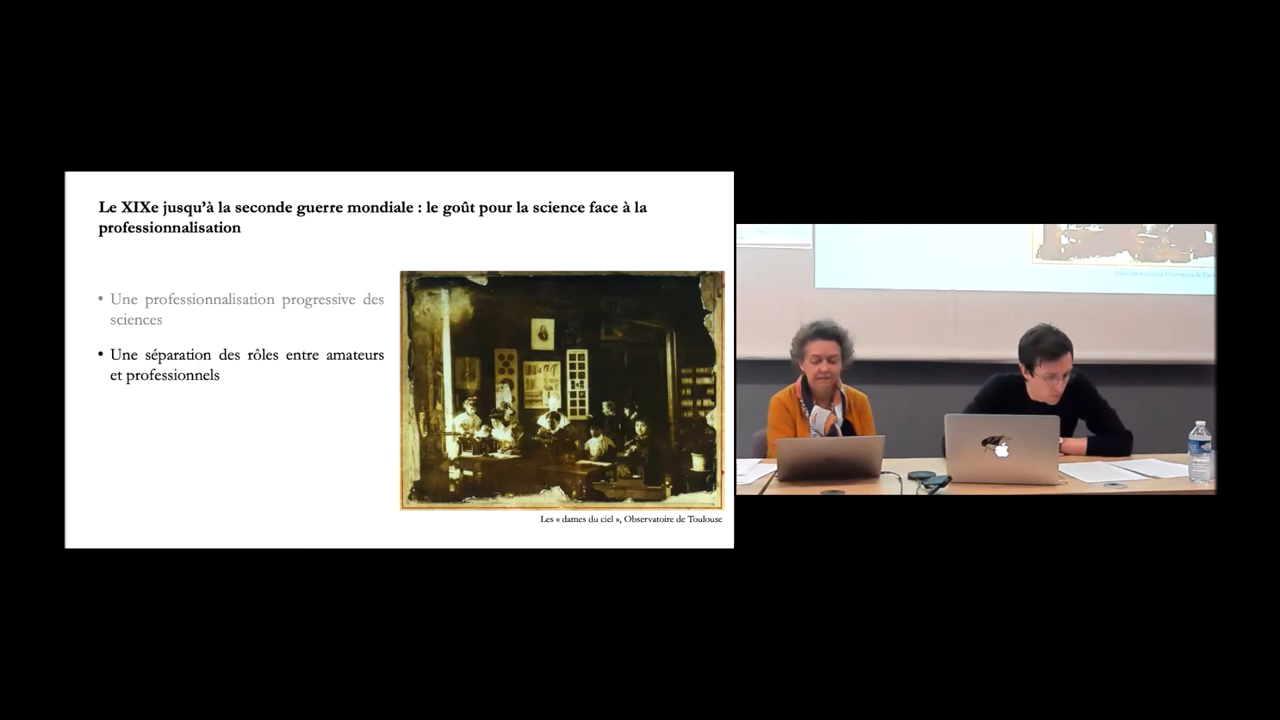 Le XIXe jusqu'à la seconde guerre mondiale : le goût pour la science face à la
professionnalisation
• Une professionnalisation progressive des
sciences
• Une séparation des rôles entre amateurs
et professionnels
Les « dames du ciel », Observatoire de Toulouse